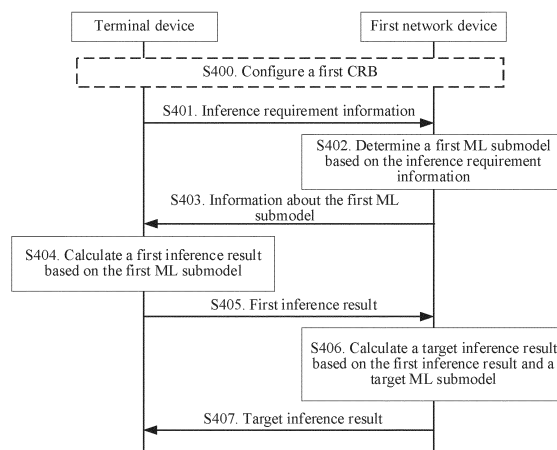 Terminal device
First network device
S400. Configure a first CRB
S401. Inference requirement information
S402. Determine a first ML submodel
based on the inference requirement
information
S403. Information about the first ML
submodel
S404. Calculate a first inference result
based on the first ML submodel
S405. First inference result
S406. Calculate a target inference result
based on the first inference result and a
target ML submodel
S407. Target inference result